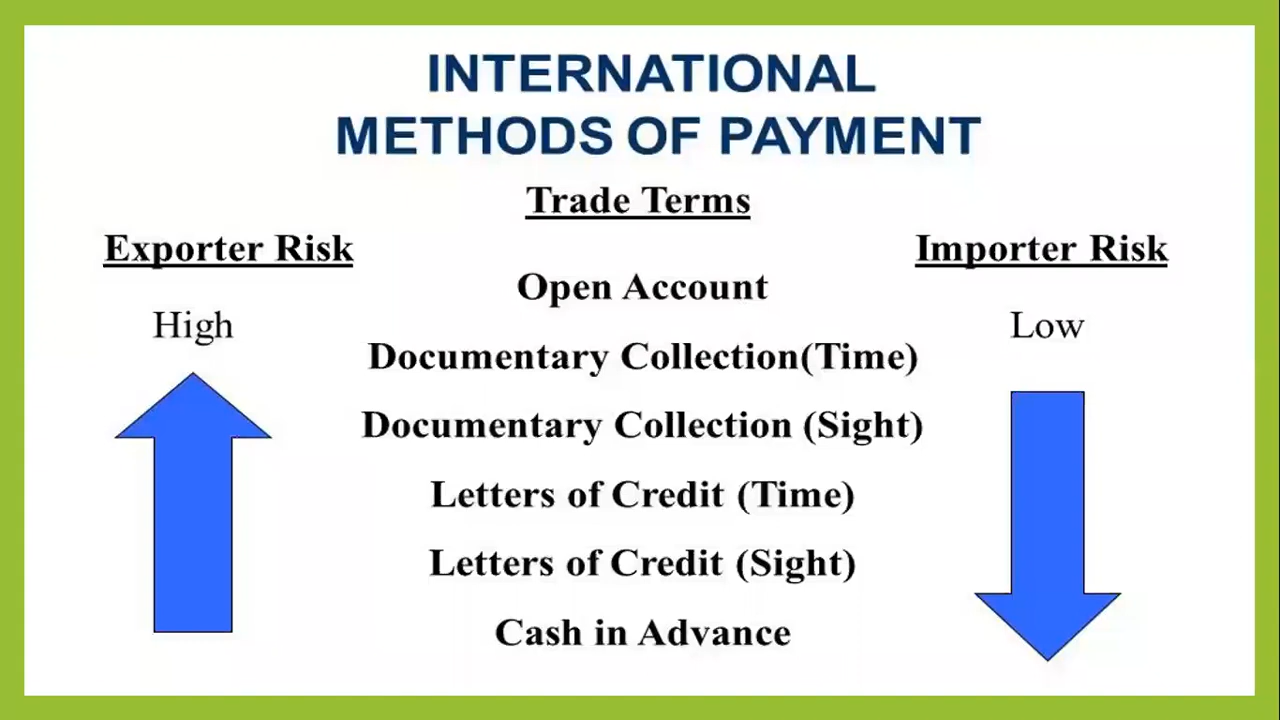 INTERNATIONAL
METHODS OF PAYMENT
Trade Terms
Exporter Risk
Importer Risk
Open Account
High
Low
Documentary Collection(Time)
Documentary Collection (Sight)
Letters of Credit (Time)
Letters of Credit (Sight)
Cash in Advance